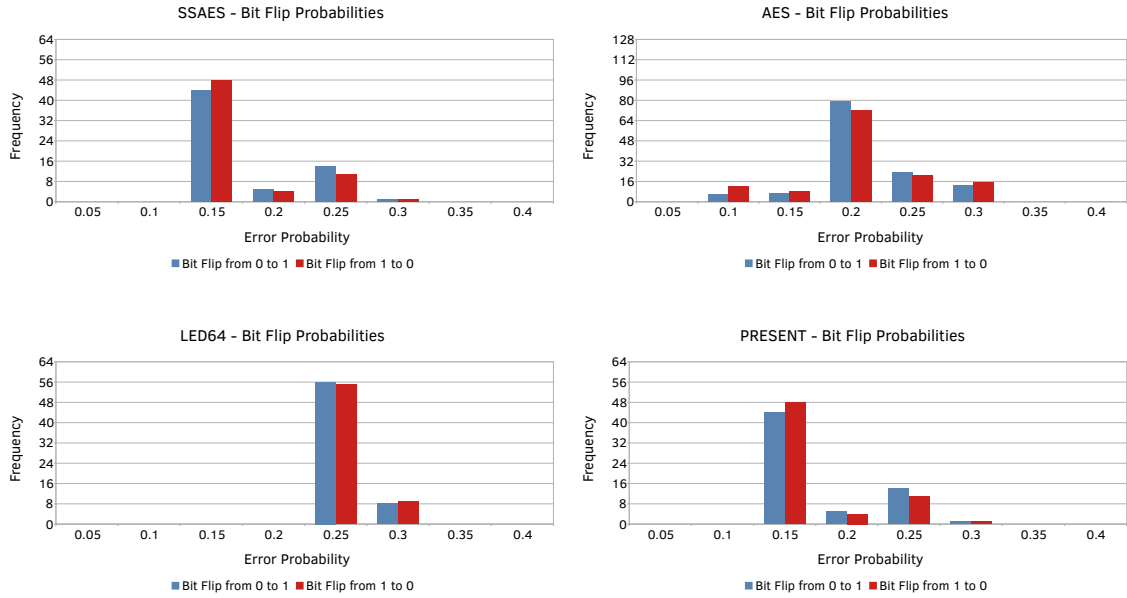 SSAES - Bit Flip Probabilities
64
56
48
40
32
24
16
8
0
Frequency
0.05 0.1 0.15 0.2 0.25 0.3 0.35 0.4
Error Probability
Bit Flip from 0 to 1 Bit Flip from 1 to 0
AES - Bit Flip Probabilities
128
112
96
80
64
48
32
16
0
Frequency
0.05 0.1 0.15 0.2 0.25 0.3 0.35 0.4
Error Probability
Bit Flip from 0 to 1 Bit Flip from 1 to 0
LED64 - Bit Flip Probabilities
64
56
48
40
32
24
16
8
0
Frequency
0.05 0.1 0.15 0.2 0.25 0.3 0.35 0.4
Error Probability
Bit Flip from 0 to 1 Bit Flip from 1 to 0
PRESENT - Bit Flip Probabilities
64
56
48
40
32
24
16
8
0
Frequency
0.05 0.1 0.15 0.2 0.25 0.3 0.35 0.4
Error Probability
Bit Flip from 0 to 1 Bit Flip from 1 to 0